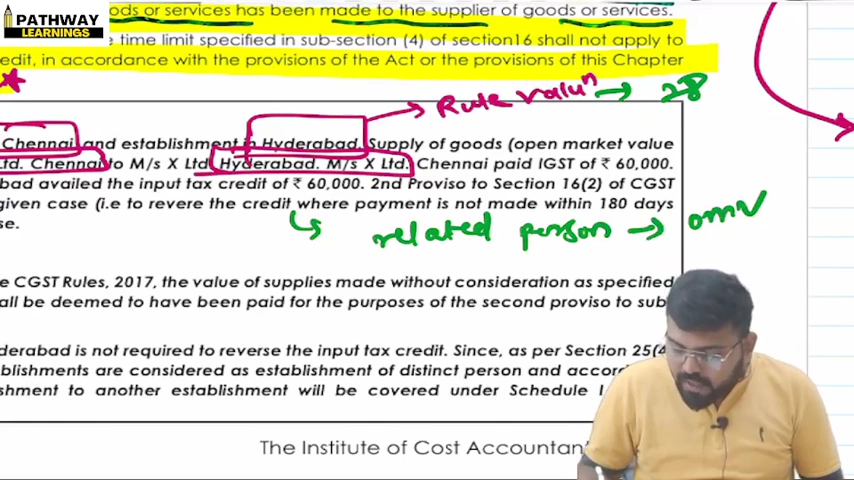 PATHWAY
LEARNINGS
ods or services has been made to the supplier of goods or services.
e time limit specified in sub-section (4) of section16 shall not apply to
edit, in accordance with the provisions of the Act or the provisions of this Chapter
Rule valuⁿ → 28
Chennai and establishment in Hyderabad. Supply of goods (open market value
Ltd. Chennai to M/s X Ltd. Hyderabad. M/s X Ltd. Chennai paid IGST of ₹ 60,000.
bad availed the input tax credit of ₹ 60,000. 2nd Proviso to Section 16(2) of CGST
given case (i.e to revere the credit where payment is not made within 180 days
se.
related person → omv
e CGST Rules, 2017, the value of supplies made without consideration as specified
all be deemed to have been paid for the purposes of the second proviso to sub
derabad is not required to reverse the input tax credit. Since, as per Section 25(4
blishments are considered as establishment of distinct person and accor
shment to another establishment will be covered under Schedule I
The Institute of Cost Accountan